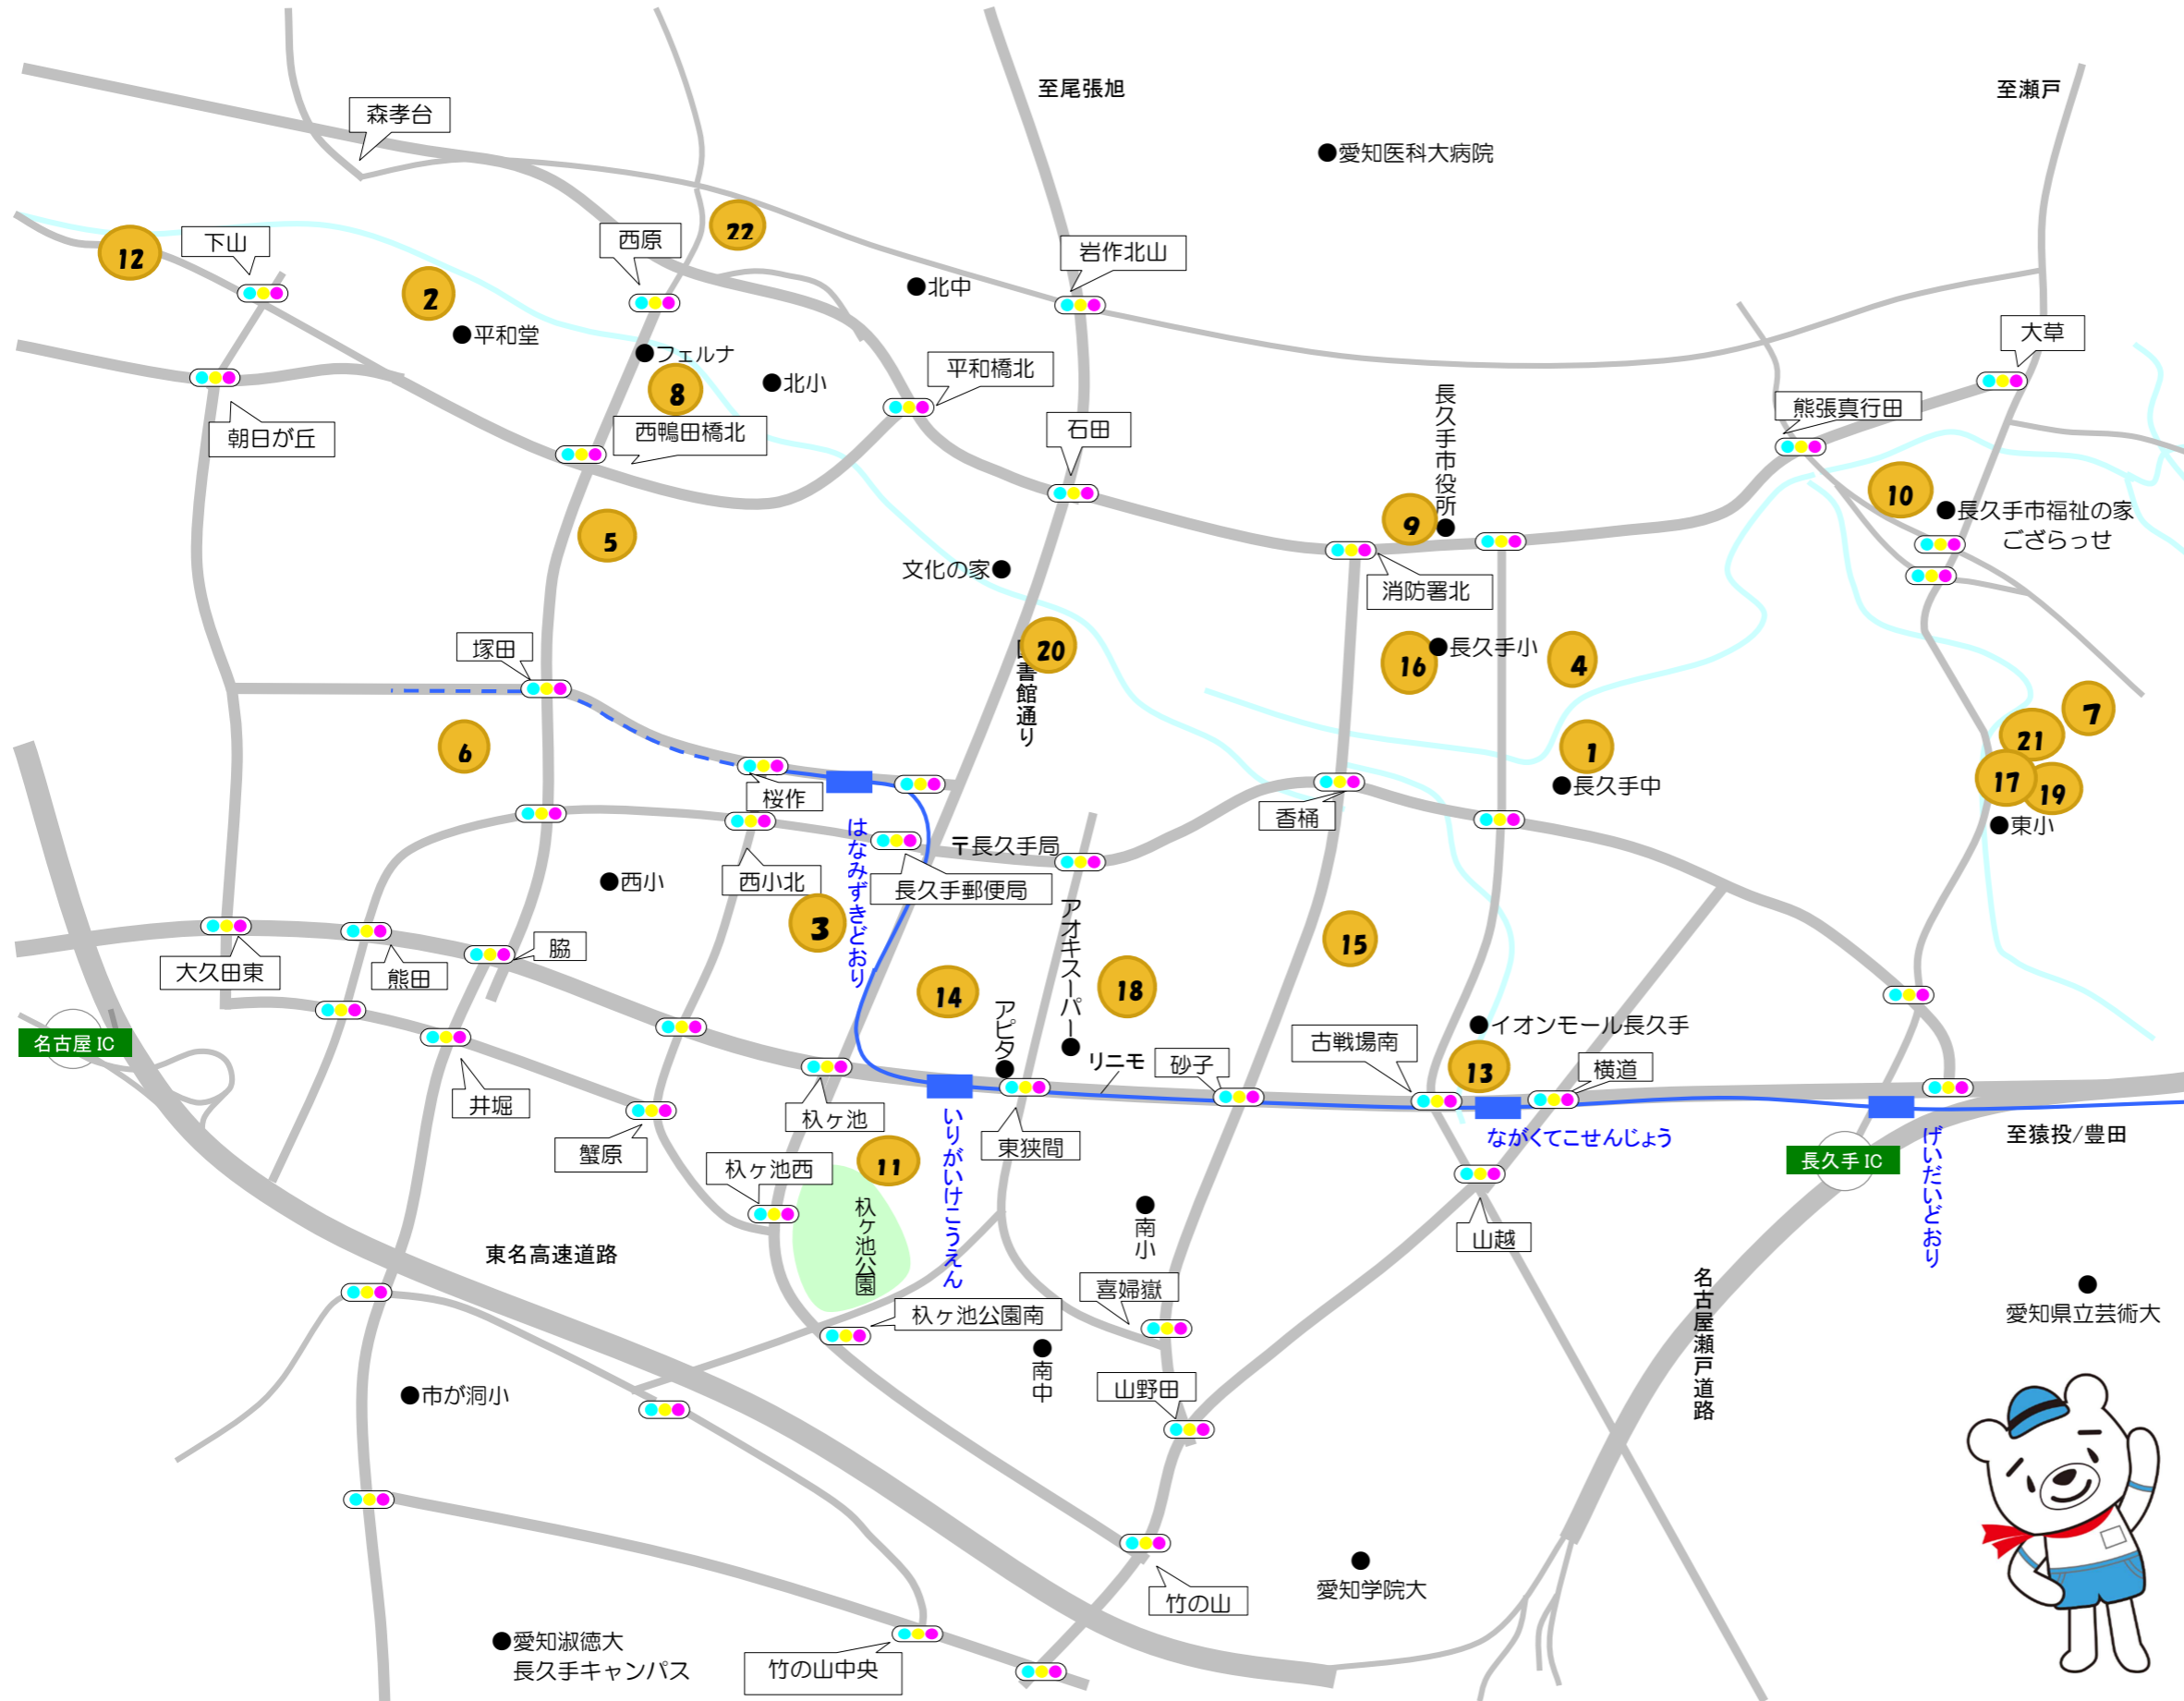 至尾張旭
至瀬戸
森孝台
●愛知医科大病院
22
下山
西原
岩作北山
12
2
●北中
●平和堂
●フェルナ
大草
平和橋北
●北小
8
朝日が丘
西鴨田橋北
石田
長久手市役所●
熊張真行田
10
●長久手市福祉の家
ござらっせ
9
5
文化の家●
消防署北
塚田
図書館通り
20
16
●長久手小
4
7
21
6
1
17
19
桜作
香桶
●長久手中
●東小
はなみずきどおり
〒長久手局
西小北
●西小
長久手郵便局
3
アオキスーパー●
15
脇
大久田東
熊田
14
18
アピタ●
名古屋 IC
リニモ
砂子
古戦場南
●イオンモール長久手
13
横道
井堀
杁ヶ池
いりがいけこうえん
東狭間
ながくてこせんじょう
至猿投/豊田
蟹原
杁ヶ池西
11
長久手 IC
げいだいどおり
杁ヶ池公園
●南小
山越
東名高速道路
喜婦嶽
名古屋瀬戸道路
●
愛知県立芸術大
杁ヶ池公園南
●南中
●市が洞小
山野田
●
愛知学院大
竹の山
●愛知淑徳大
長久手キャンパス
竹の山中央